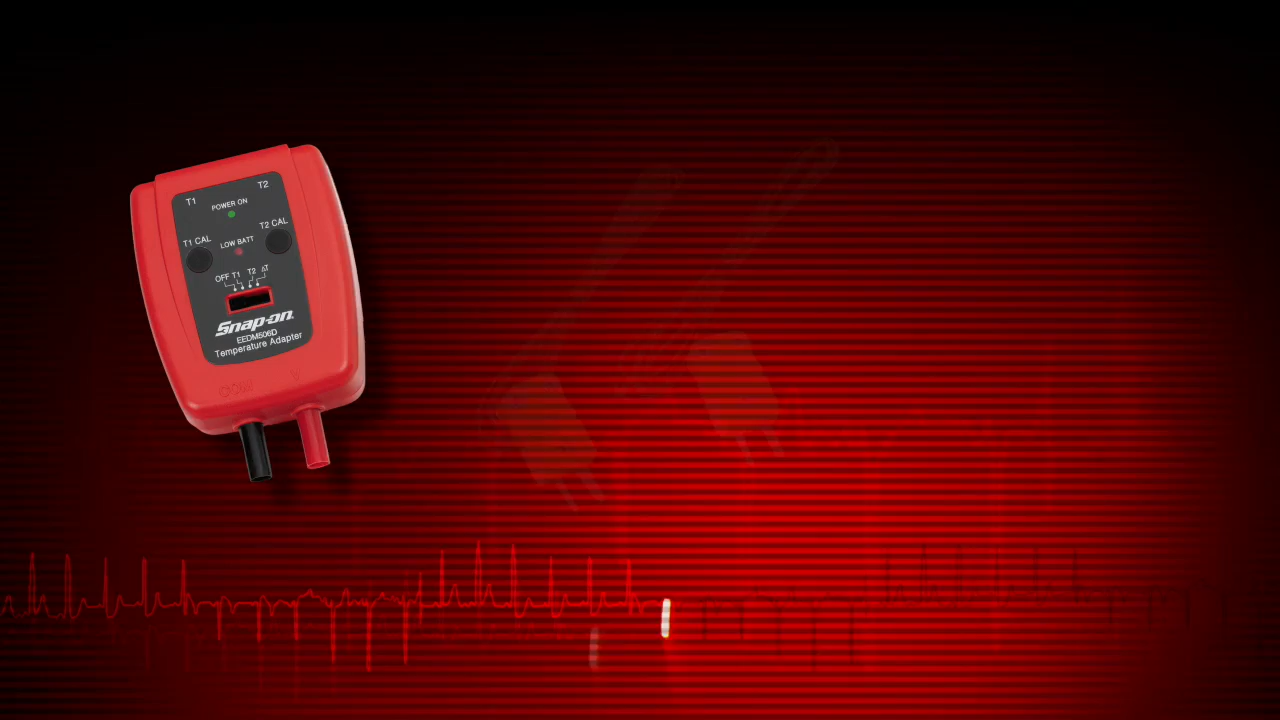 T1 T2
POWER ON
T1 CAL T2 CAL
LOW BATT
OFF T1 T2 ΔT
Snap-on
EEDM506D
Temperature Adapter